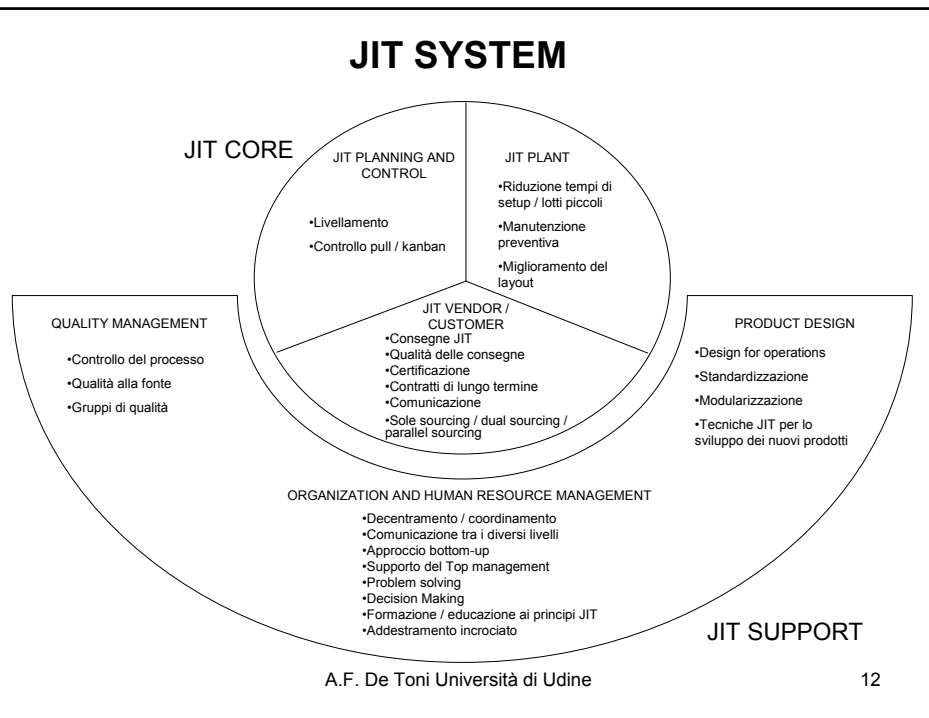 JIT SYSTEM
JIT CORE
JIT PLANNING AND
CONTROL
•Livellamento
•Controllo pull / kanban
JIT PLANT
•Riduzione tempi di
setup / lotti piccoli
•Manutenzione
preventiva
•Miglioramento del
layout
JIT VENDOR /
CUSTOMER
•Consegne JIT
•Qualità delle consegne
•Certificazione
•Contratti di lungo termine
•Comunicazione
•Sole sourcing / dual sourcing /
parallel sourcing
QUALITY MANAGEMENT
•Controllo del processo
•Qualità alla fonte
•Gruppi di qualità
PRODUCT DESIGN
•Design for operations
•Standardizzazione
•Modularizzazione
•Tecniche JIT per lo
sviluppo dei nuovi prodotti
ORGANIZATION AND HUMAN RESOURCE MANAGEMENT
•Decentramento / coordinamento
•Comunicazione tra i diversi livelli
•Approccio bottom-up
•Supporto del Top management
•Problem solving
•Decision Making
•Formazione / educazione ai principi JIT
•Addestramento incrociato
JIT SUPPORT
A.F. De Toni Università di Udine
12